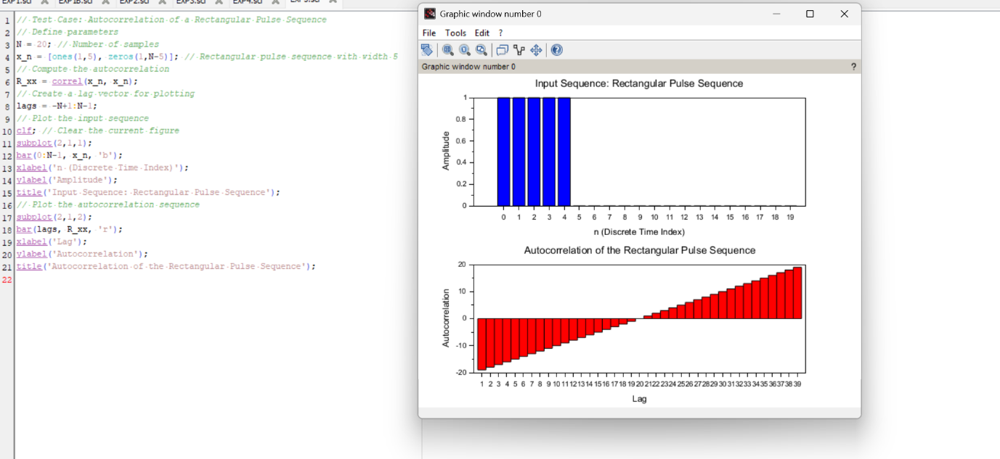 EXP1.sci EXP1B.sci EXP2.sci EXP3.sci EXP4.sci EXP5.sci
1 // Test Case: Autocorrelation of a Rectangular Pulse Sequence
2 // Define parameters
3 N = 20; // Number of samples
4 x_n = [ones(1,5), zeros(1,N-5)]; // Rectangular pulse sequence with width 5
5 // Compute the autocorrelation
6 R_xx = correl(x_n, x_n);
7 // Create a lag vector for plotting
8 lags = -N+1:N-1;
9 // Plot the input sequence
10 clf; // Clear the current figure
11 subplot(2,1,1);
12 bar(0:N-1, x_n, 'b');
13 xlabel('n (Discrete Time Index)');
14 ylabel('Amplitude');
15 title('Input Sequence: Rectangular Pulse Sequence');
16 // Plot the autocorrelation sequence
17 subplot(2,1,2);
18 bar(lags, R_xx, 'r');
19 xlabel('Lag');
20 ylabel('Autocorrelation');
21 title('Autocorrelation of the Rectangular Pulse Sequence');
22
Graphic window number 0
File Tools Edit ?
Graphic window number 0 ?
Input Sequence: Rectangular Pulse Sequence
Amplitude
1
0.8
0.6
0.4
0.2
0
0 1 2 3 4 5 6 7 8 9 10 11 12 13 14 15 16 17 18 19
n (Discrete Time Index)
Autocorrelation of the Rectangular Pulse Sequence
Autocorrelation
20
10
0
-10
-20
1 2 3 4 5 6 7 8 9 10 11 12 13 14 15 16 17 18 19 20 21 22 23 24 25 26 27 28 29 30 31 32 33 34 35 36 37 38 39
Lag